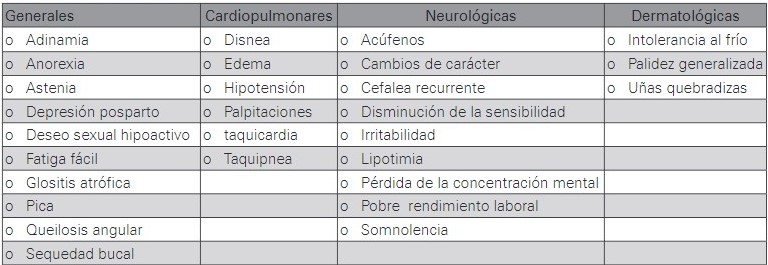 Generales Cardiopulmonares Neurológicas Dermatológicas
o Adinamia o Disnea o Acúfenos o Intolerancia al frío
o Anorexia o Edema o Cambios de carácter o Palidez generalizada
o Astenia o Hipotensión o Cefalea recurrente o Uñas quebradizas
o Depresión posparto o Palpitaciones o Disminución de la sensibilidad
o Deseo sexual hipoactivo o taquicardia o Irritabilidad
o Fatiga fácil o Taquipnea o Lipotimia
o Glositis atrófica o Pérdida de la concentración mental
o Pica o Pobre rendimiento laboral
o Queilosis angular o Somnolencia
o Sequedad bucal